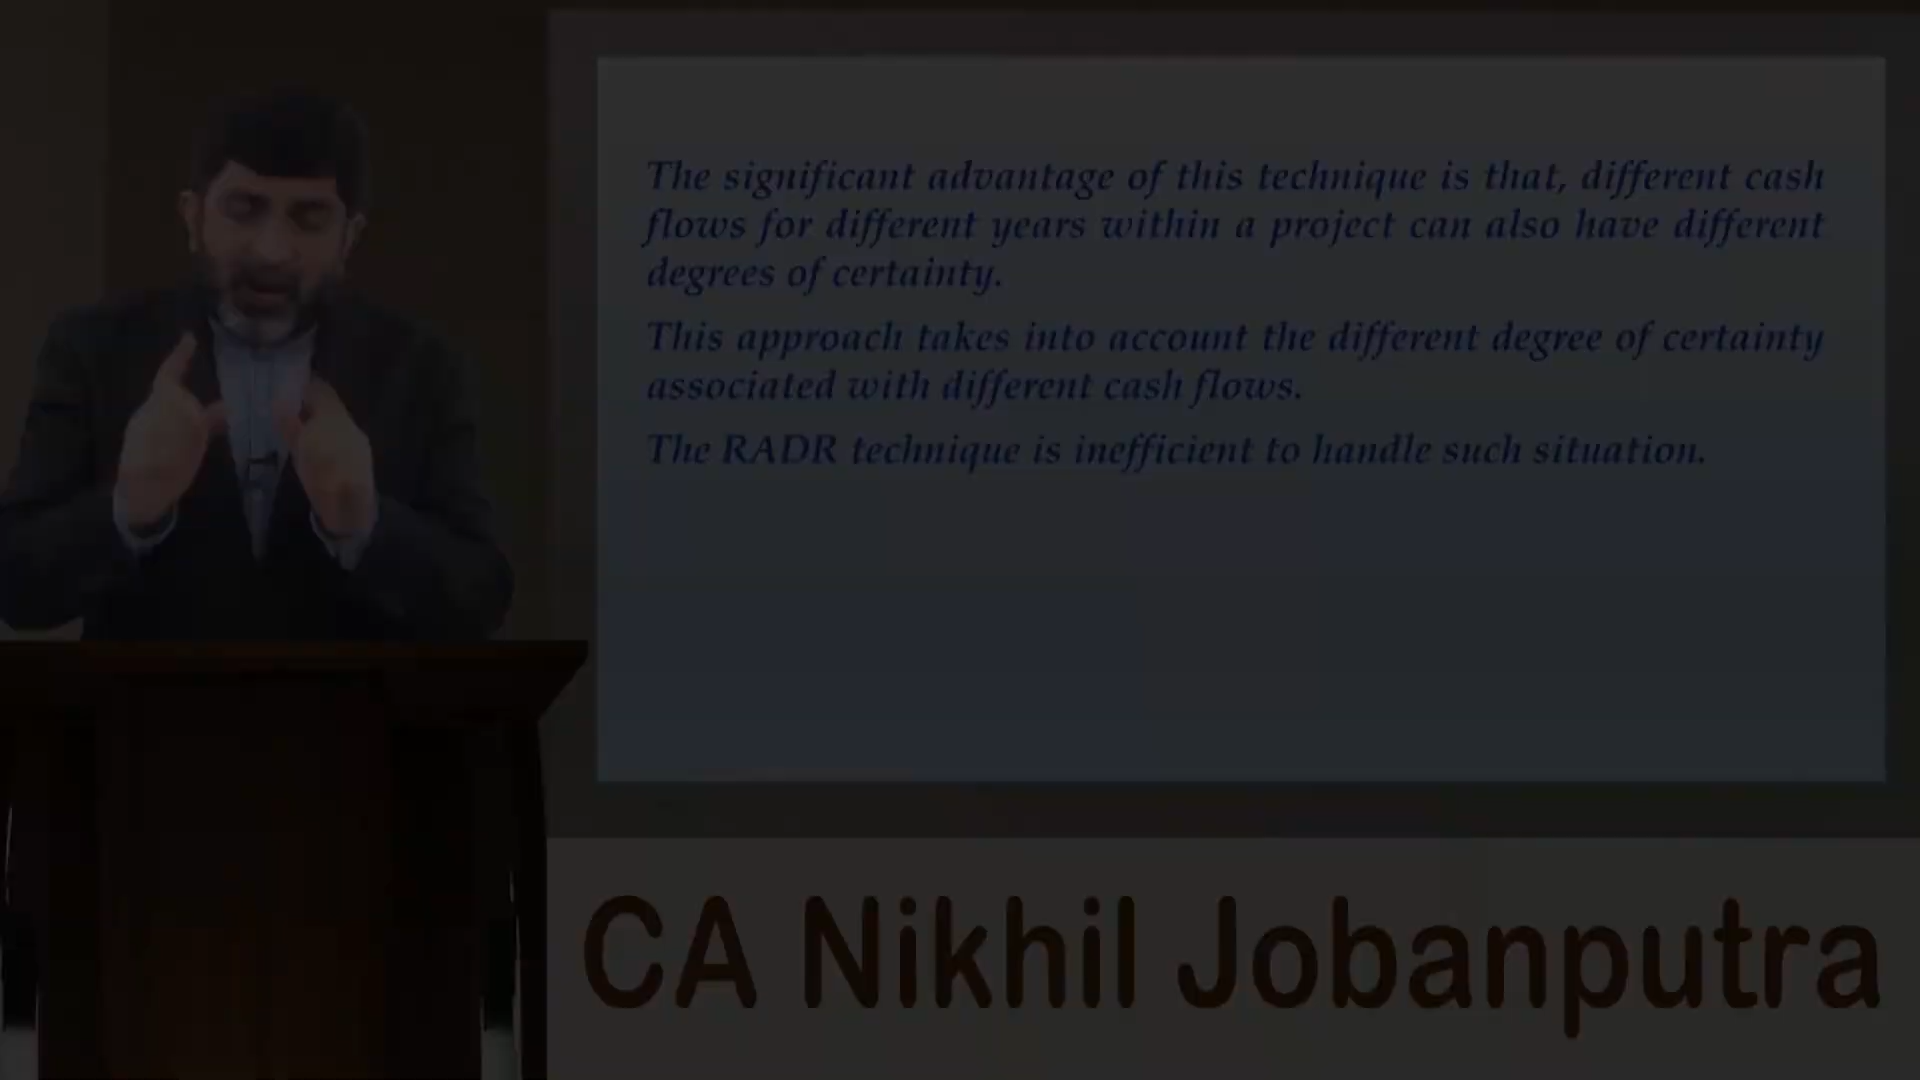 The significant advantage of this technique is that, different cash
flows for different years within a project can also have different
degrees of certainty.
This approach takes into account the different degree of certainty
associated with different cash flows.
The RADR technique is inefficient to handle such situation.
CA Nikhil Jobanputra